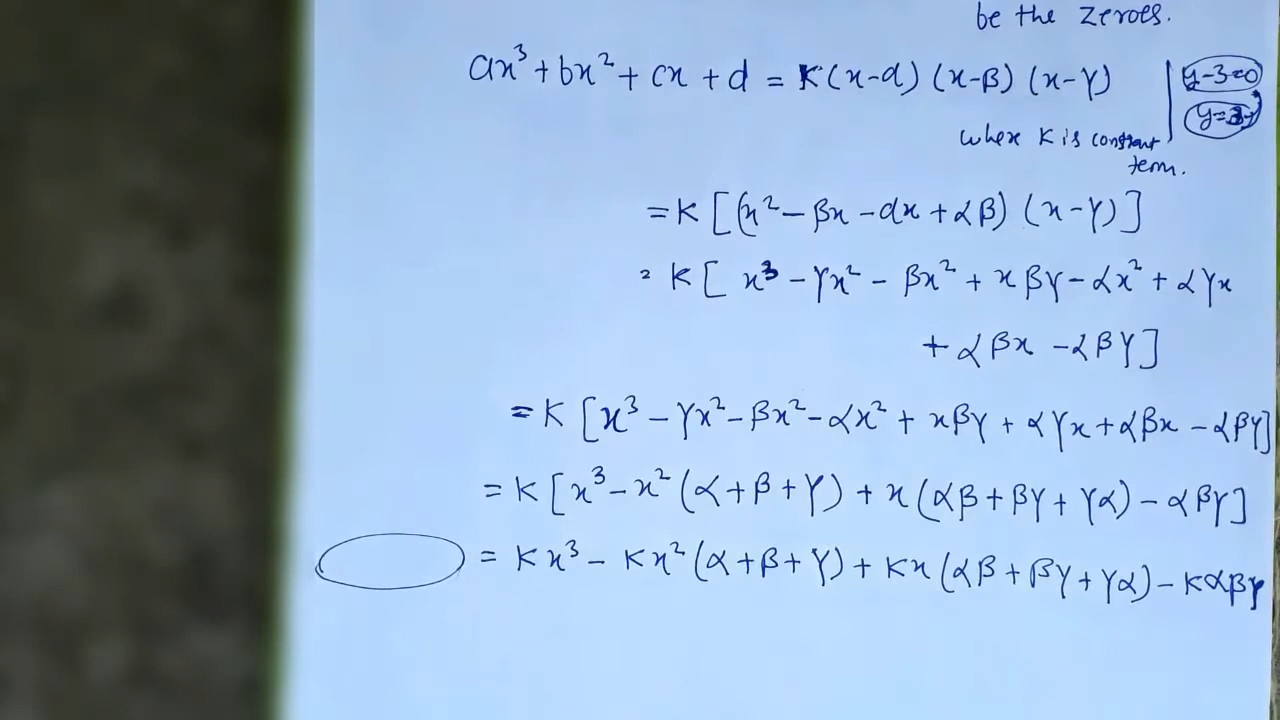 be the zeroes.
ax³ + bx² + cx + d = K (x-α) (x-β) (x-γ)
y-3=0
where K is constant
term.
= K [(x² - βx - αx + αβ) (x-γ)]
= K [ x³ - γx² - βx² + xβγ - αx² + αγx
+ αβx - αβγ]
= K [x³ - γx² - βx² - αx² + xβγ + αγx + αβx - αβγ]
= K [x³ - x² (α+β+γ) + x (αβ + βγ + γα) - αβγ]
= Kx³ - Kx² (α+β+γ) + Kx (αβ + βγ + γα) - Kαβγ